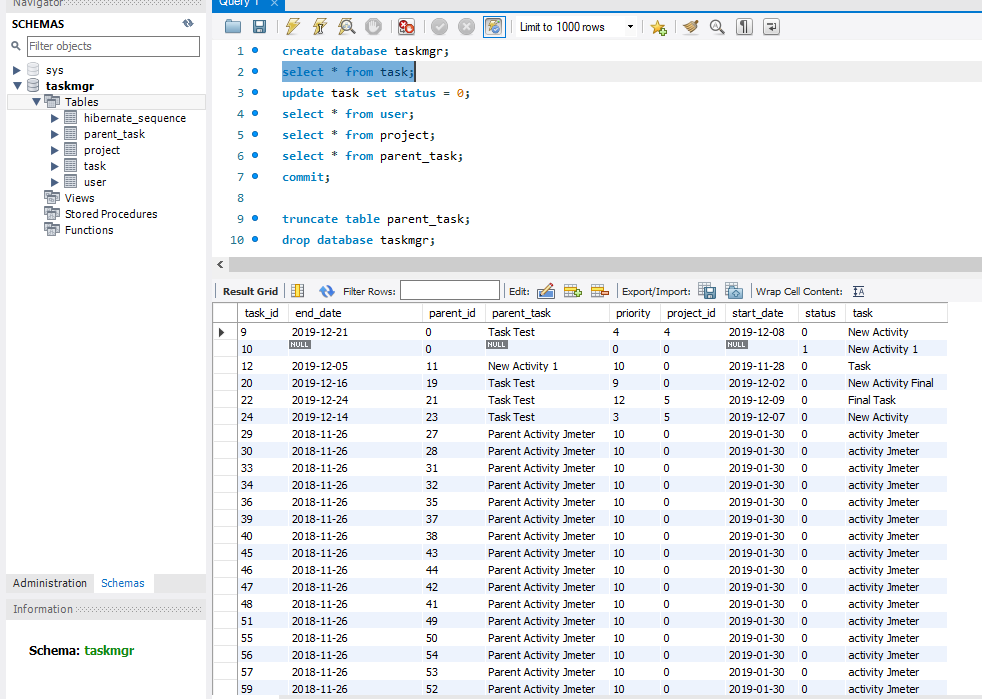 Navigator
SCHEMAS
Filter objects
sys
taskmgr
Tables
hibernate_sequence
parent_task
project
task
user
Views
Stored Procedures
Functions
Administration Schemas
Information
Schema: taskmgr
Query 1
Limit to 1000 rows
1 create database taskmgr;
2 select * from task;
3 update task set status = 0;
4 select * from user;
5 select * from project;
6 select * from parent_task;
7 commit;
8
9 truncate table parent_task;
10 drop database taskmgr;
Result Grid Filter Rows: Edit: Export/Import: Wrap Cell Content:
task_id end_date parent_id parent_task priority project_id start_date status task
9 2019-12-21 0 Task Test 4 4 2019-12-08 0 New Activity
10 NULL 0 NULL 0 0 NULL 1 New Activity 1
12 2019-12-05 11 New Activity 1 10 0 2019-11-28 0 Task
20 2019-12-16 19 Task Test 9 0 2019-12-02 0 New Activity Final
22 2019-12-24 21 Task Test 12 5 2019-12-09 0 Final Task
24 2019-12-14 23 Task Test 3 5 2019-12-07 0 New Activity
29 2018-11-26 27 Parent Activity Jmeter 10 0 2019-01-30 0 activity Jmeter
30 2018-11-26 28 Parent Activity Jmeter 10 0 2019-01-30 0 activity Jmeter
33 2018-11-26 31 Parent Activity Jmeter 10 0 2019-01-30 0 activity Jmeter
34 2018-11-26 32 Parent Activity Jmeter 10 0 2019-01-30 0 activity Jmeter
36 2018-11-26 35 Parent Activity Jmeter 10 0 2019-01-30 0 activity Jmeter
39 2018-11-26 37 Parent Activity Jmeter 10 0 2019-01-30 0 activity Jmeter
40 2018-11-26 38 Parent Activity Jmeter 10 0 2019-01-30 0 activity Jmeter
45 2018-11-26 43 Parent Activity Jmeter 10 0 2019-01-30 0 activity Jmeter
46 2018-11-26 44 Parent Activity Jmeter 10 0 2019-01-30 0 activity Jmeter
47 2018-11-26 42 Parent Activity Jmeter 10 0 2019-01-30 0 activity Jmeter
48 2018-11-26 41 Parent Activity Jmeter 10 0 2019-01-30 0 activity Jmeter
51 2018-11-26 49 Parent Activity Jmeter 10 0 2019-01-30 0 activity Jmeter
55 2018-11-26 50 Parent Activity Jmeter 10 0 2019-01-30 0 activity Jmeter
56 2018-11-26 54 Parent Activity Jmeter 10 0 2019-01-30 0 activity Jmeter
57 2018-11-26 53 Parent Activity Jmeter 10 0 2019-01-30 0 activity Jmeter
59 2018-11-26 52 Parent Activity Jmeter 10 0 2019-01-30 0 activity Jmeter